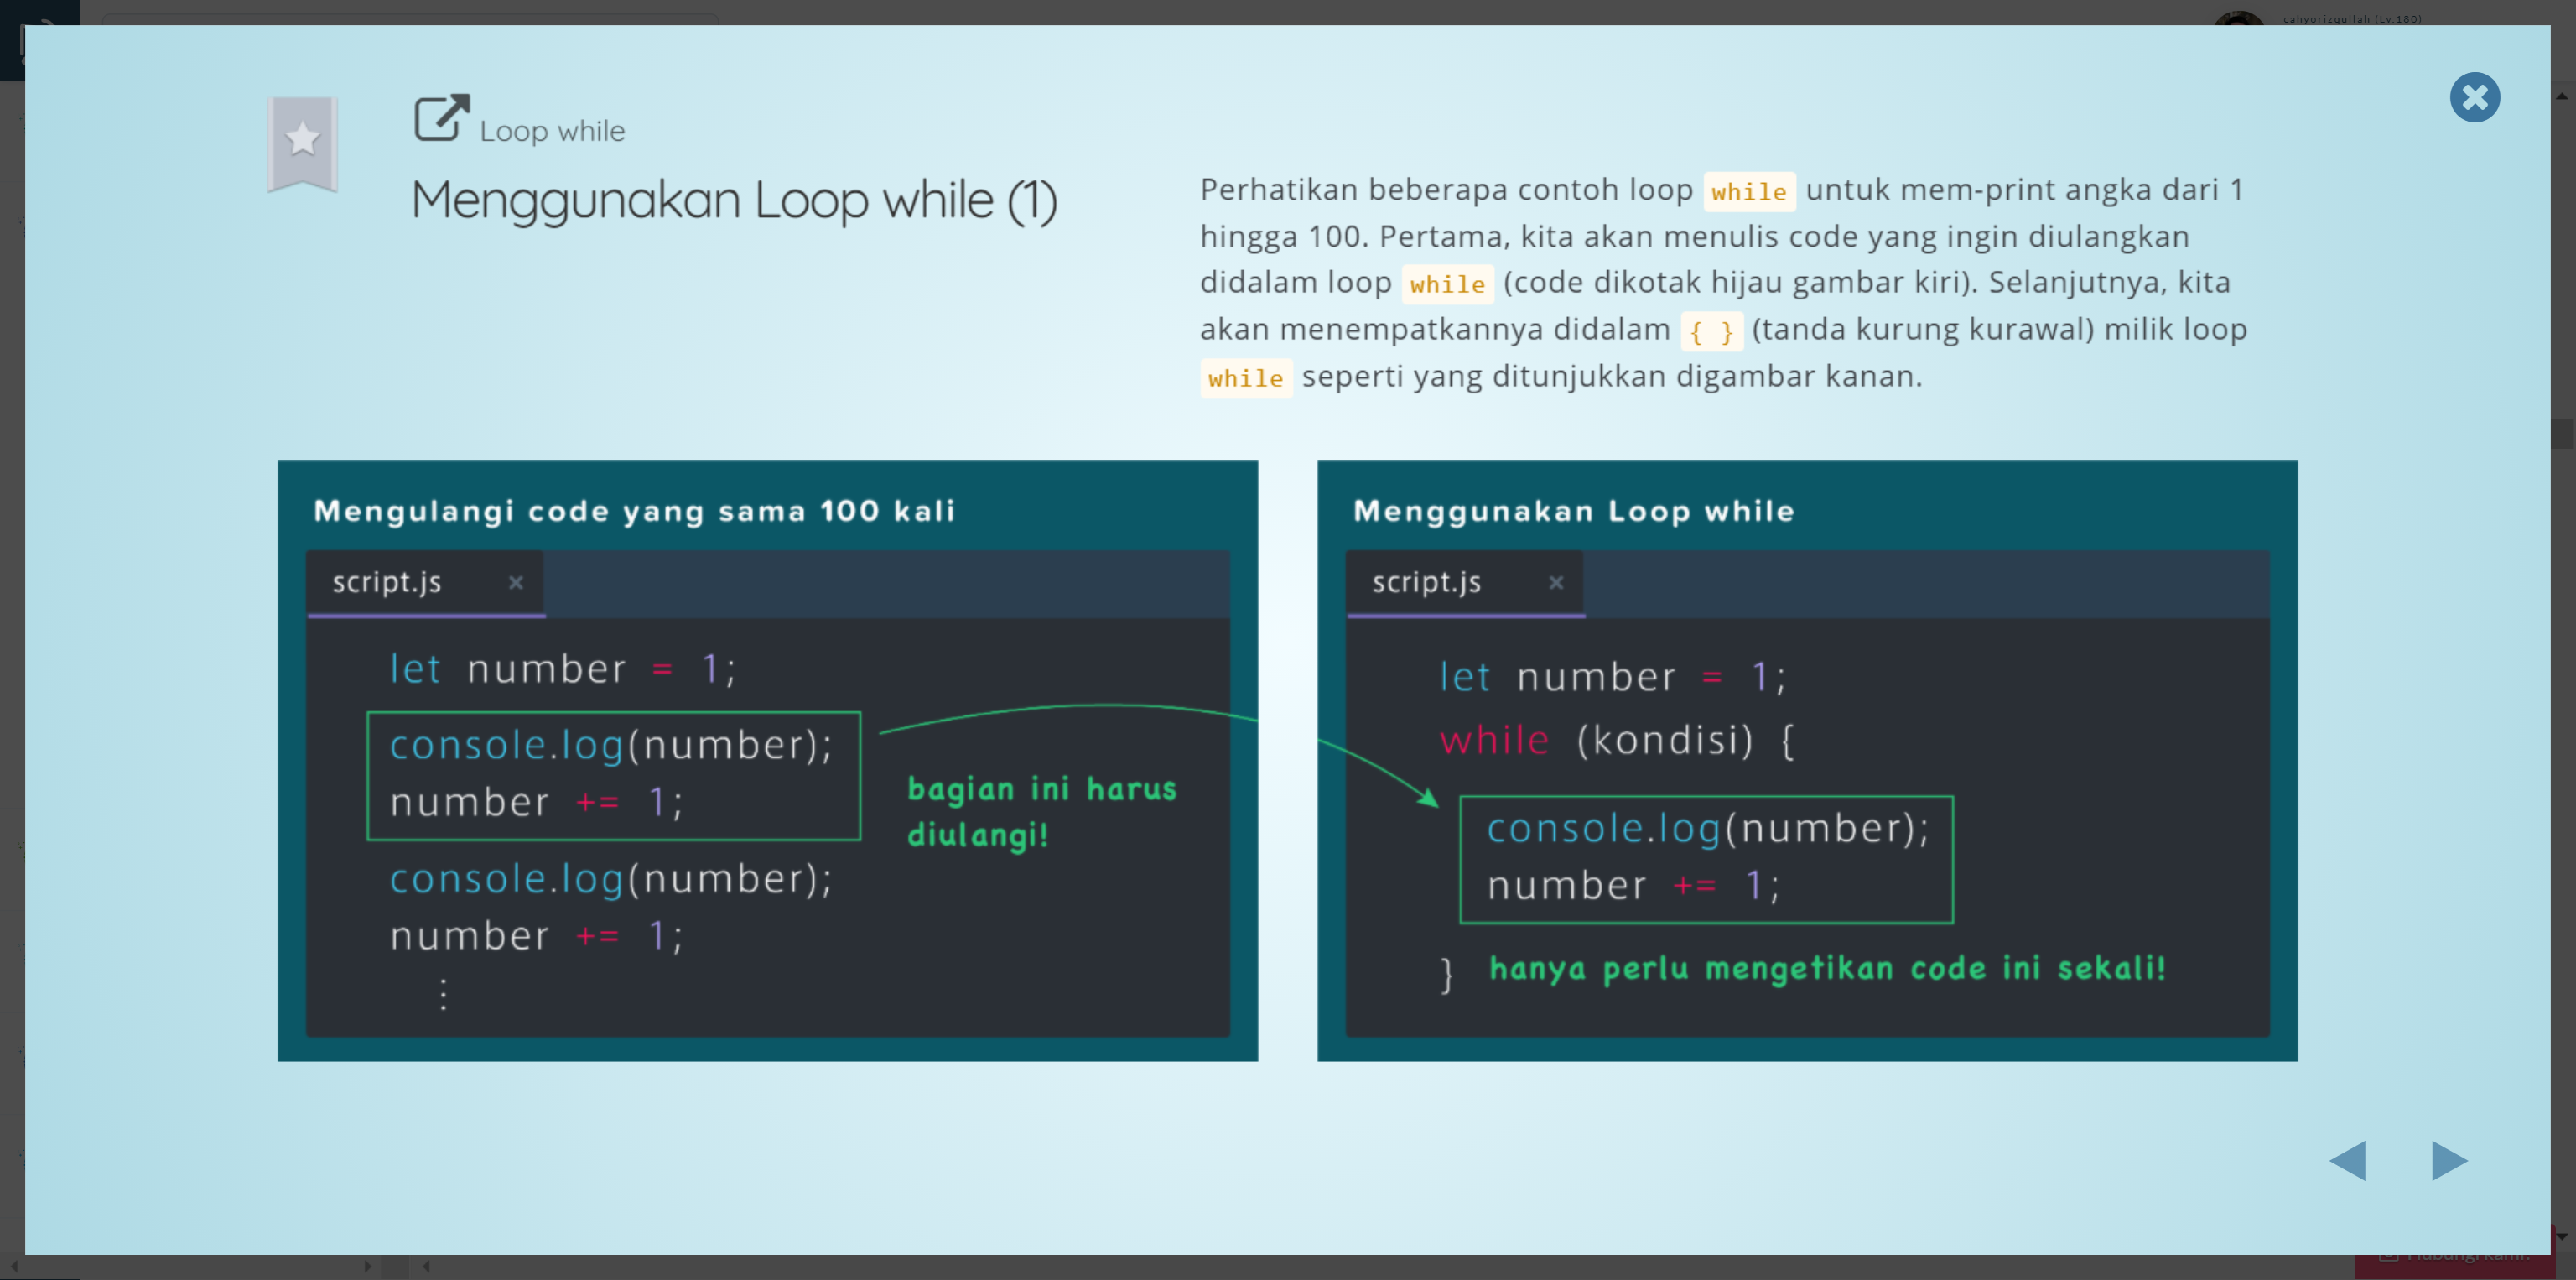 cahyorizqullah (Lv.180)
Loop while
Menggunakan Loop while (1)
Perhatikan beberapa contoh loop while untuk mem-print angka dari 1
hingga 100. Pertama, kita akan menulis code yang ingin diulangkan
didalam loop while (code dikotak hijau gambar kiri). Selanjutnya, kita
akan menempatkannya didalam { } (tanda kurung kurawal) milik loop
while seperti yang ditunjukkan digambar kanan.
Mengulangi code yang sama 100 kali
script.js ×
let number = 1;
console.log(number);
number += 1;
bagian ini harus
diulangi!
console.log(number);
number += 1;
⋮
Menggunakan Loop while
script.js ×
let number = 1;
while (kondisi) {
console.log(number);
number += 1;
} hanya perlu mengetikan code ini sekali!
Hubungi kami!